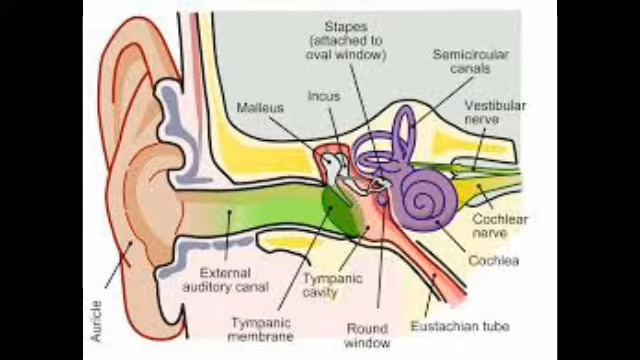 Stapes
(attached to
oval window)
Semicircular
canals
Incus
Malleus
Vestibular
nerve
Cochlear
nerve
Cochlea
External
auditory canal
Tympanic
cavity
Auricle
Tympanic
membrane
Round
window
Eustachian tube